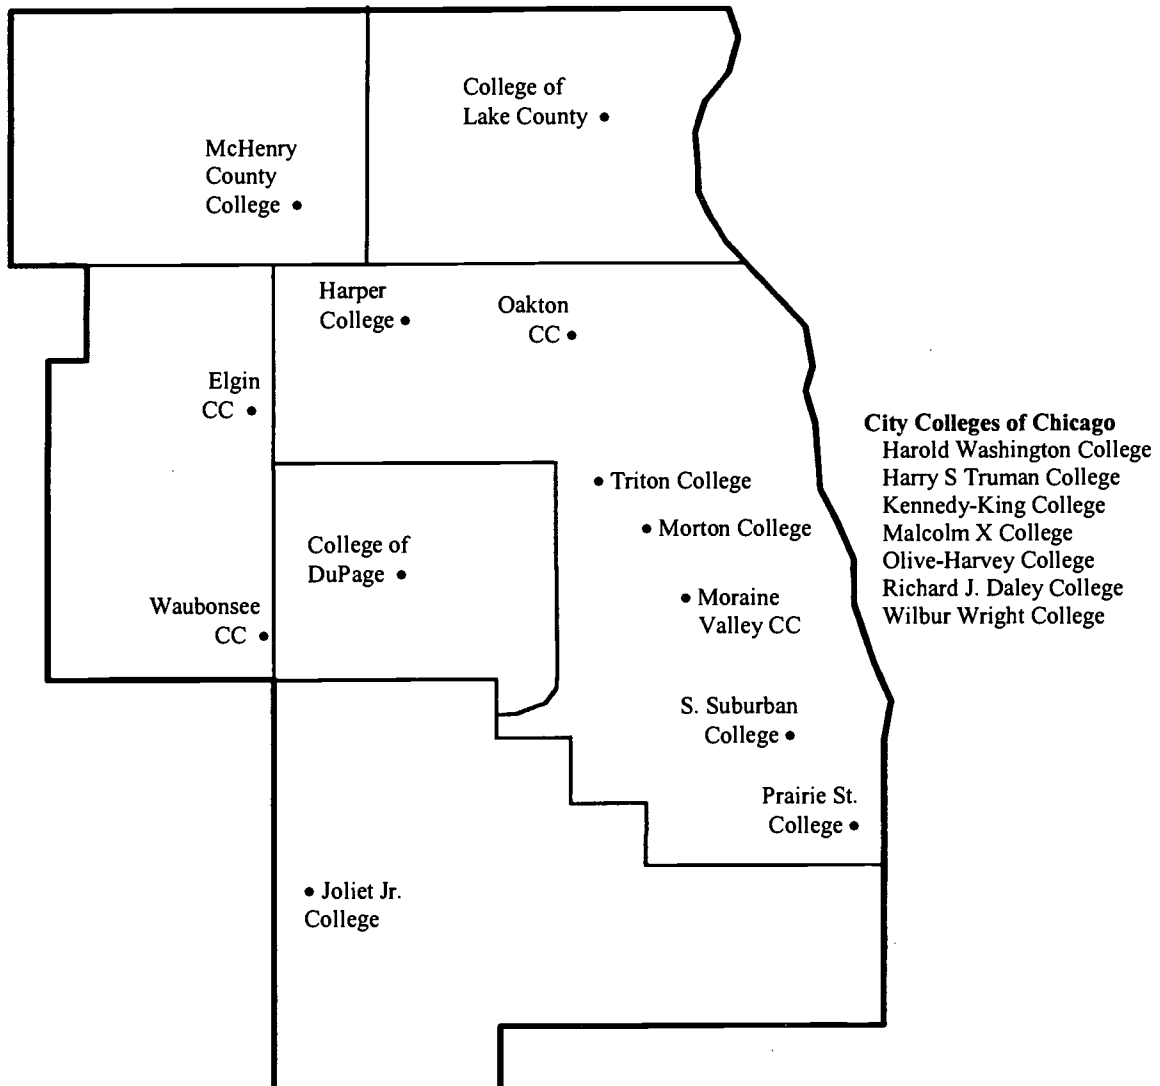 College of
Lake County
McHenry
County
College
Harper
College
Oakton
CC
Elgin
CC
City Colleges of Chicago
Harold Washington College
Harry S Truman College
Kennedy-King College
Malcolm X College
Olive-Harvey College
Richard J. Daley College
Wilbur Wright College
Triton College
Morton College
College of
DuPage
Moraine
Valley CC
Waubonsee
CC
S. Suburban
College
Prairie St.
College
Joliet Jr.
College